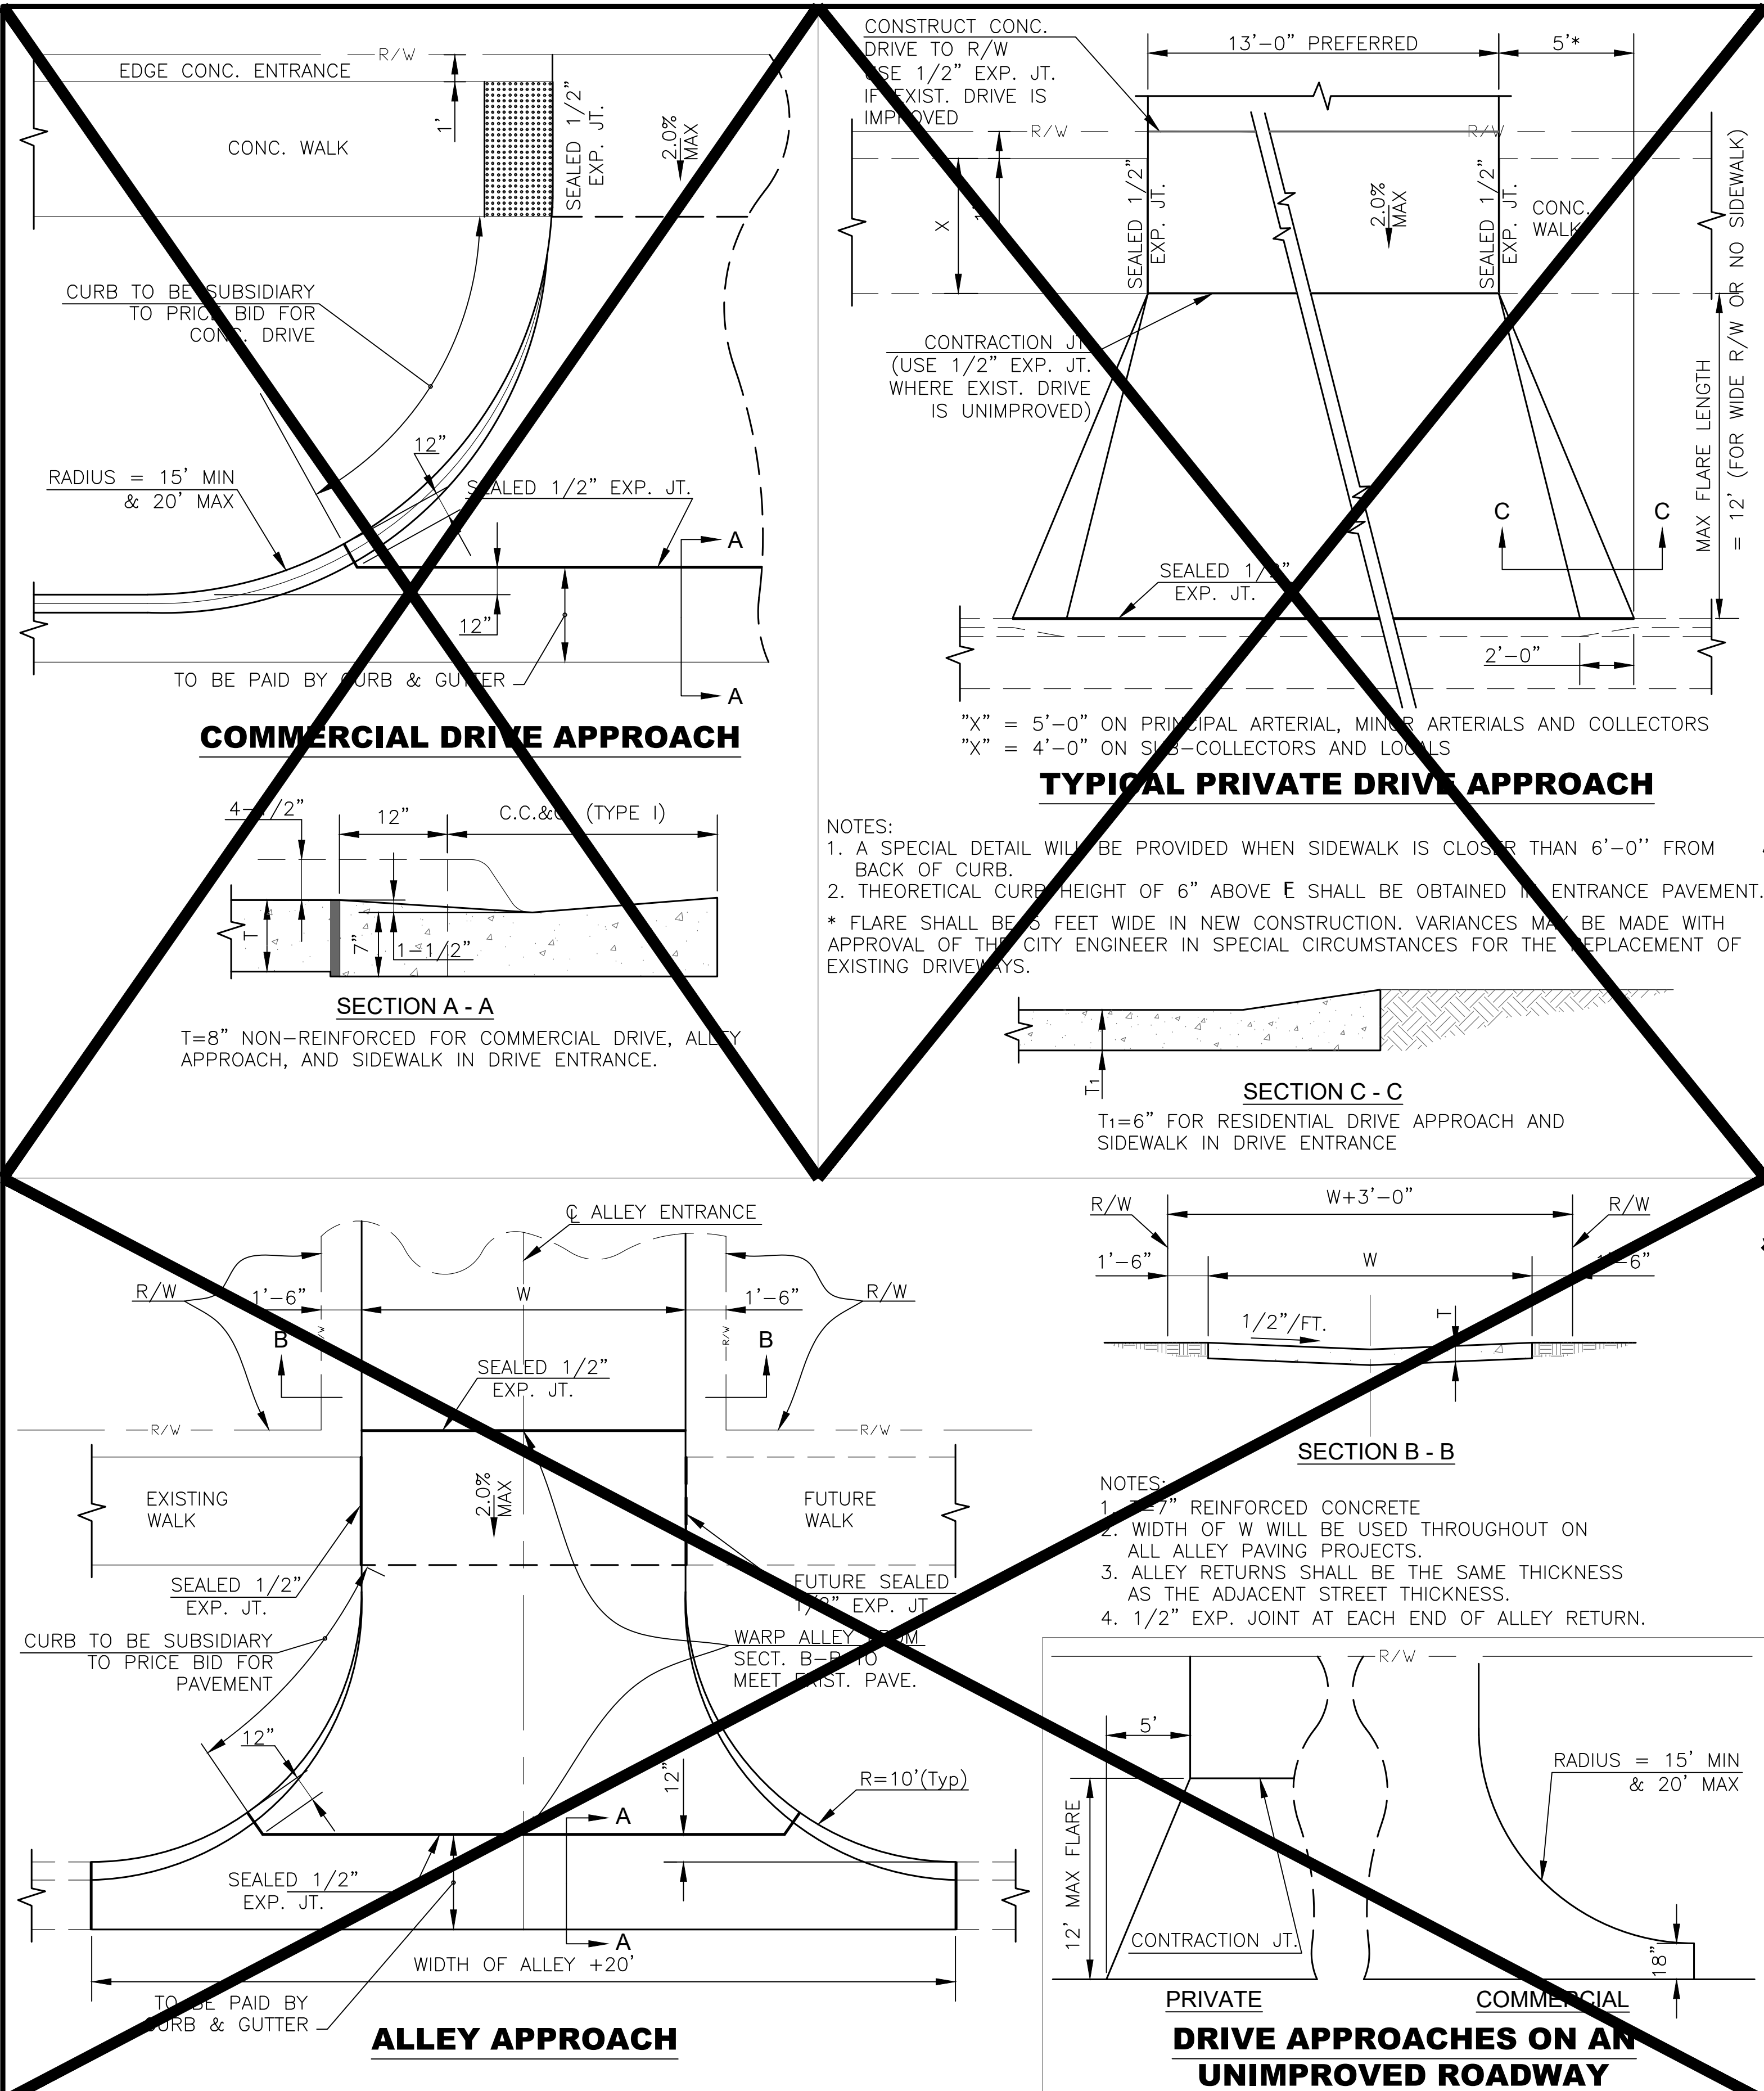 R/W
EDGE CONC. ENTRANCE
1'
CONC. WALK
SEALED 1/2"
EXP. JT.
2.0%
MAX
CURB TO BE SUBSIDIARY
TO PRICE BID FOR
CONC. DRIVE
12"
RADIUS = 15' MIN
& 20' MAX
SEALED 1/2" EXP. JT.
A
12"
TO BE PAID BY CURB & GUTTER
A
COMMERCIAL DRIVE APPROACH
4-1/2"
12"
C.C.&G. (TYPE I)
T
7"
1-1/2"
SECTION A - A
T=8" NON-REINFORCED FOR COMMERCIAL DRIVE, ALLEY
APPROACH, AND SIDEWALK IN DRIVE ENTRANCE.
CONSTRUCT CONC.
DRIVE TO R/W
USE 1/2" EXP. JT.
IF EXIST. DRIVE IS
IMPROVED
13'-0" PREFERRED
5'*
R/W
R/W
X
SEALED 1/2"
EXP. JT.
2.0%
MAX
SEALED 1/2"
EXP. JT.
CONC.
WALK
CONTRACTION JT.
(USE 1/2" EXP. JT.
WHERE EXIST. DRIVE
IS UNIMPROVED)
MAX FLARE LENGTH
= 12' (FOR WIDE R/W OR NO SIDEWALK)
C
C
SEALED 1/2"
EXP. JT.
2'-0"
"X" = 5'-0" ON PRINCIPAL ARTERIAL, MINOR ARTERIALS AND COLLECTORS
"X" = 4'-0" ON SUB-COLLECTORS AND LOCALS
TYPICAL PRIVATE DRIVE APPROACH
NOTES:
1. A SPECIAL DETAIL WILL BE PROVIDED WHEN SIDEWALK IS CLOSER THAN 6'-0'' FROM
BACK OF CURB.
2. THEORETICAL CURB HEIGHT OF 6" ABOVE SHALL BE OBTAINED IN ENTRANCE PAVEMENT.
* FLARE SHALL BE 5 FEET WIDE IN NEW CONSTRUCTION. VARIANCES MAY BE MADE WITH
APPROVAL OF THE CITY ENGINEER IN SPECIAL CIRCUMSTANCES FOR THE REPLACEMENT OF
EXISTING DRIVEWAYS.
T1
SECTION C - C
T1=6" FOR RESIDENTIAL DRIVE APPROACH AND
SIDEWALK IN DRIVE ENTRANCE
℄ ALLEY ENTRANCE
R/W
1'-6"
W
1'-6"
R/W
R/W
R/W
B
B
SEALED 1/2"
EXP. JT.
R/W
R/W
EXISTING
WALK
2.0%
MAX
FUTURE
WALK
SEALED 1/2"
EXP. JT.
FUTURE SEALED
1/2" EXP. JT.
CURB TO BE SUBSIDIARY
TO PRICE BID FOR
PAVEMENT
WARP ALLEY FROM
SECT. B-B TO
MEET EXIST. PAVE.
12"
12"
R=10'(Typ)
A
SEALED 1/2"
EXP. JT.
A
WIDTH OF ALLEY +20'
TO BE PAID BY
CURB & GUTTER
ALLEY APPROACH
W+3'-0"
R/W
R/W
1'-6"
W
1'-6"
1/2"/FT.
T
SECTION B - B
NOTES:
1. T=7" REINFORCED CONCRETE
2. WIDTH OF W WILL BE USED THROUGHOUT ON
ALL ALLEY PAVING PROJECTS.
3. ALLEY RETURNS SHALL BE THE SAME THICKNESS
AS THE ADJACENT STREET THICKNESS.
4. 1/2" EXP. JOINT AT EACH END OF ALLEY RETURN.
R/W
5'
RADIUS = 15' MIN
& 20' MAX
12' MAX FLARE
CONTRACTION JT.
18"
PRIVATE
COMMERCIAL
DRIVE APPROACHES ON AN
UNIMPROVED ROADWAY